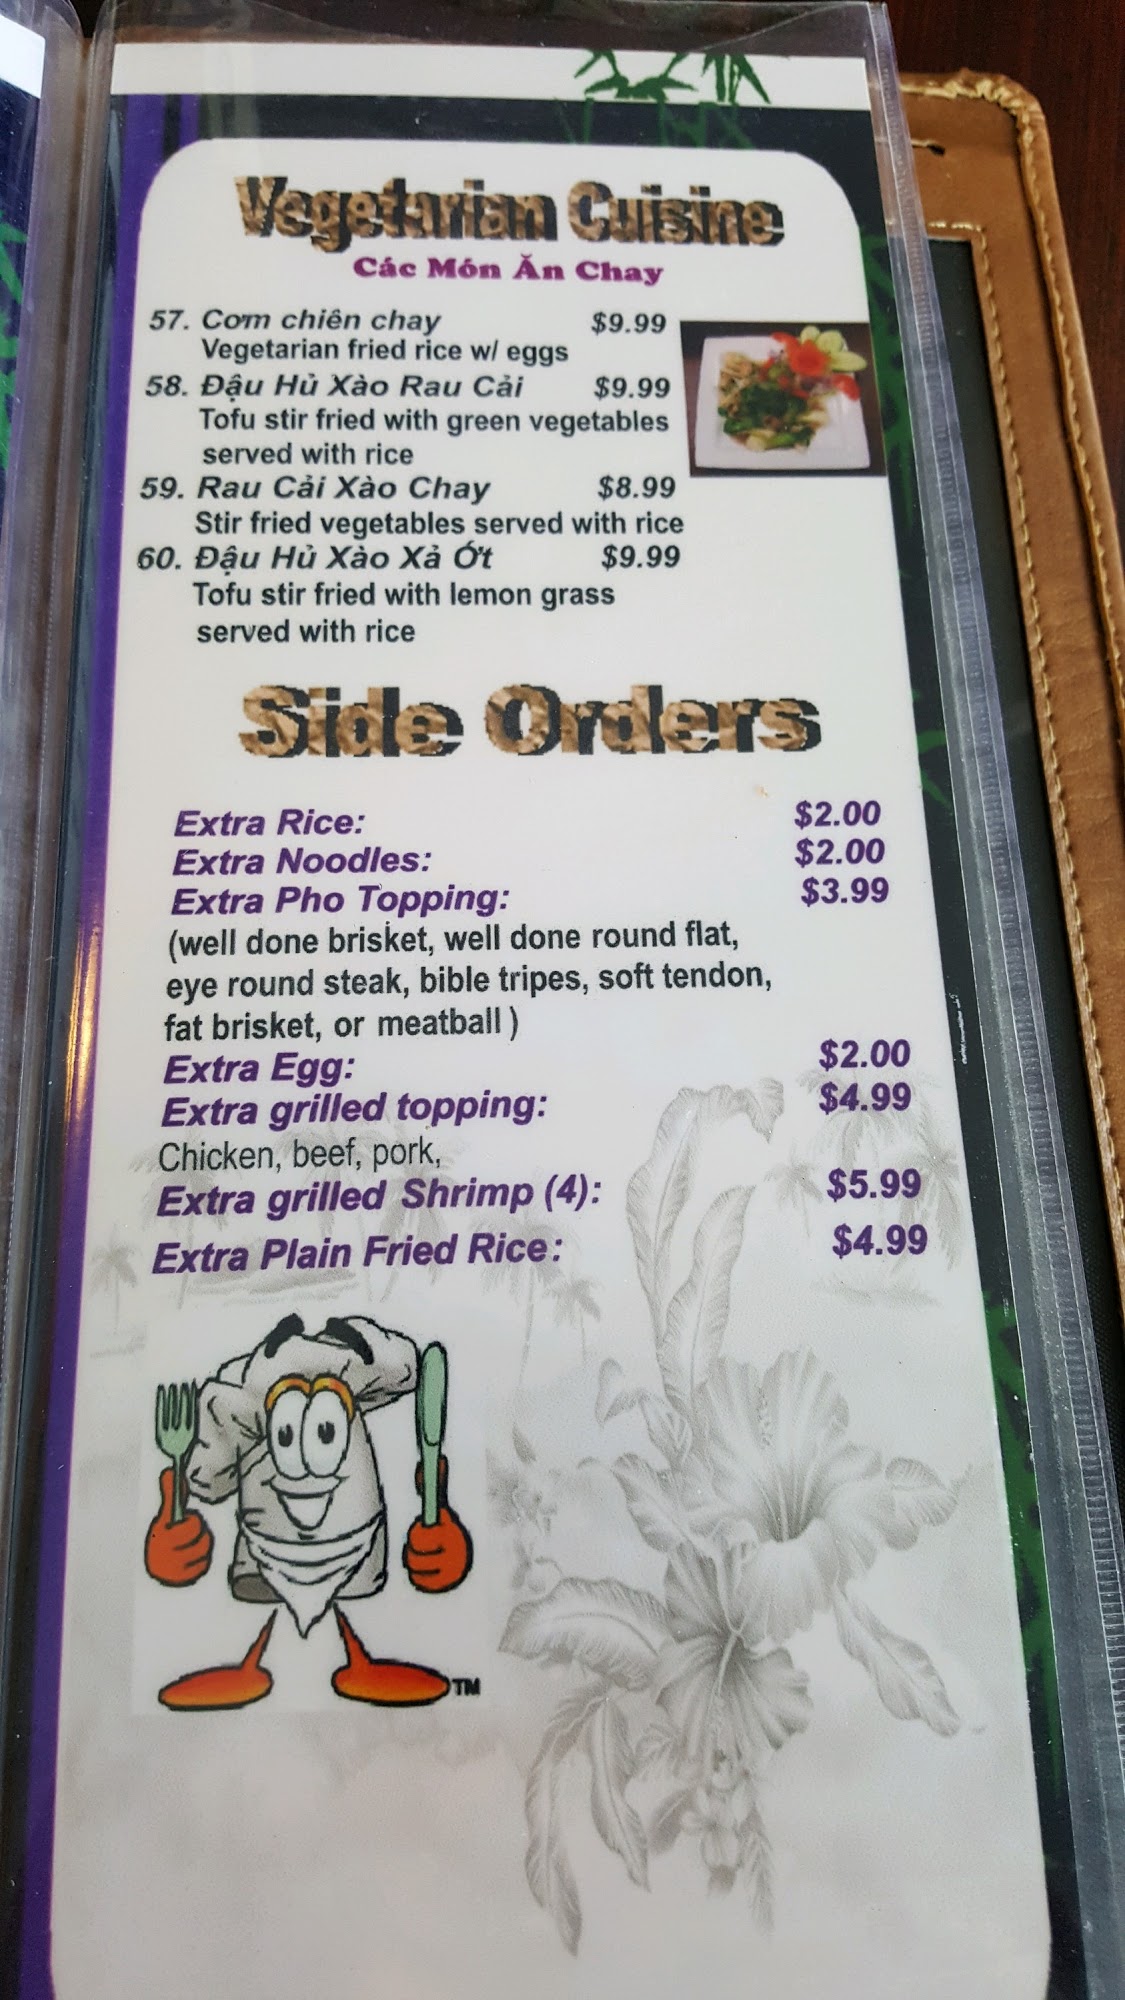 Vegetarian Cuisine
Các Món Ăn Chay
57. Cơm chiên chay $9.99
Vegetarian fried rice w/ eggs
58. Đậu Hủ Xào Rau Cải $9.99
Tofu stir fried with green vegetables
served with rice
59. Rau Cải Xào Chay $8.99
Stir fried vegetables served with rice
60. Đậu Hủ Xào Xả Ớt $9.99
Tofu stir fried with lemon grass
served with rice
Side Orders
Extra Rice: $2.00
Extra Noodles: $2.00
Extra Pho Topping: $3.99
(well done brisket, well done round flat,
eye round steak, bible tripes, soft tendon,
fat brisket, or meatball )
Extra Egg: $2.00
Extra grilled topping: $4.99
Chicken, beef, pork,
Extra grilled Shrimp (4): $5.99
Extra Plain Fried Rice: $4.99
TM